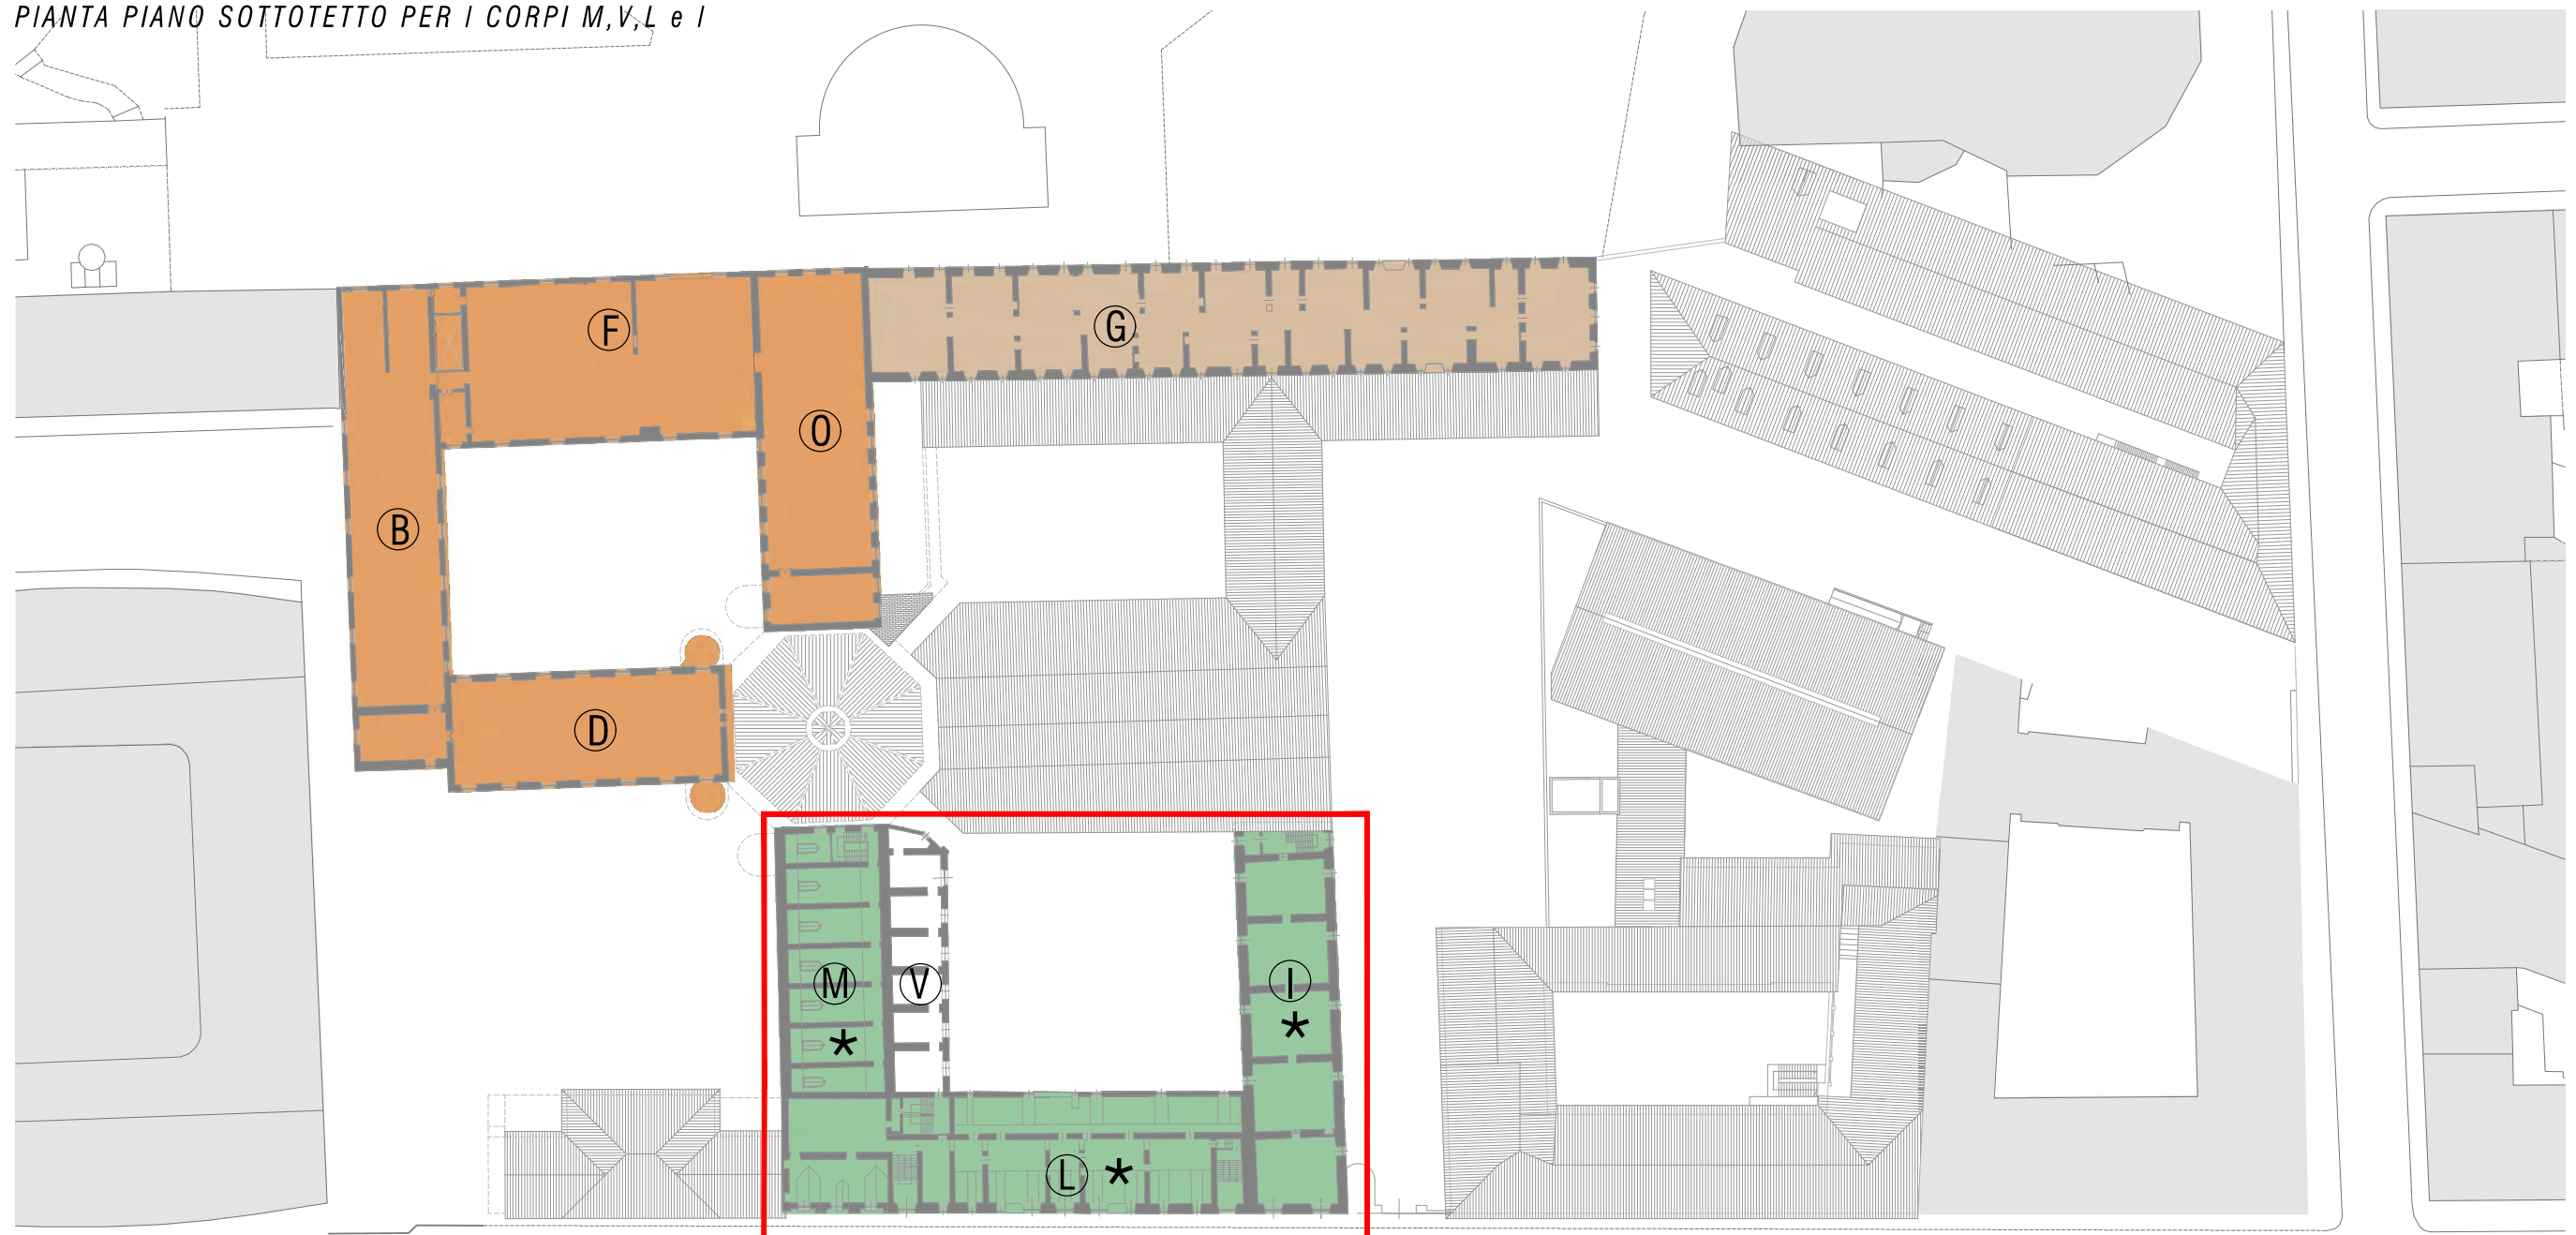 PIANTA PIANO SOTTOTETTO PER I CORPI M,V,L e I
F
G
O
B
D
M
V
I
*
*
L *